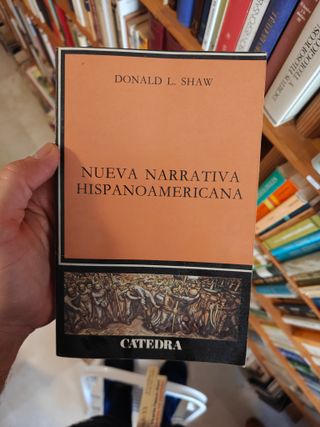 DONALD L. SHAW
NUEVA NARRATIVA
HISPANOAMERICANA
CATEDRA